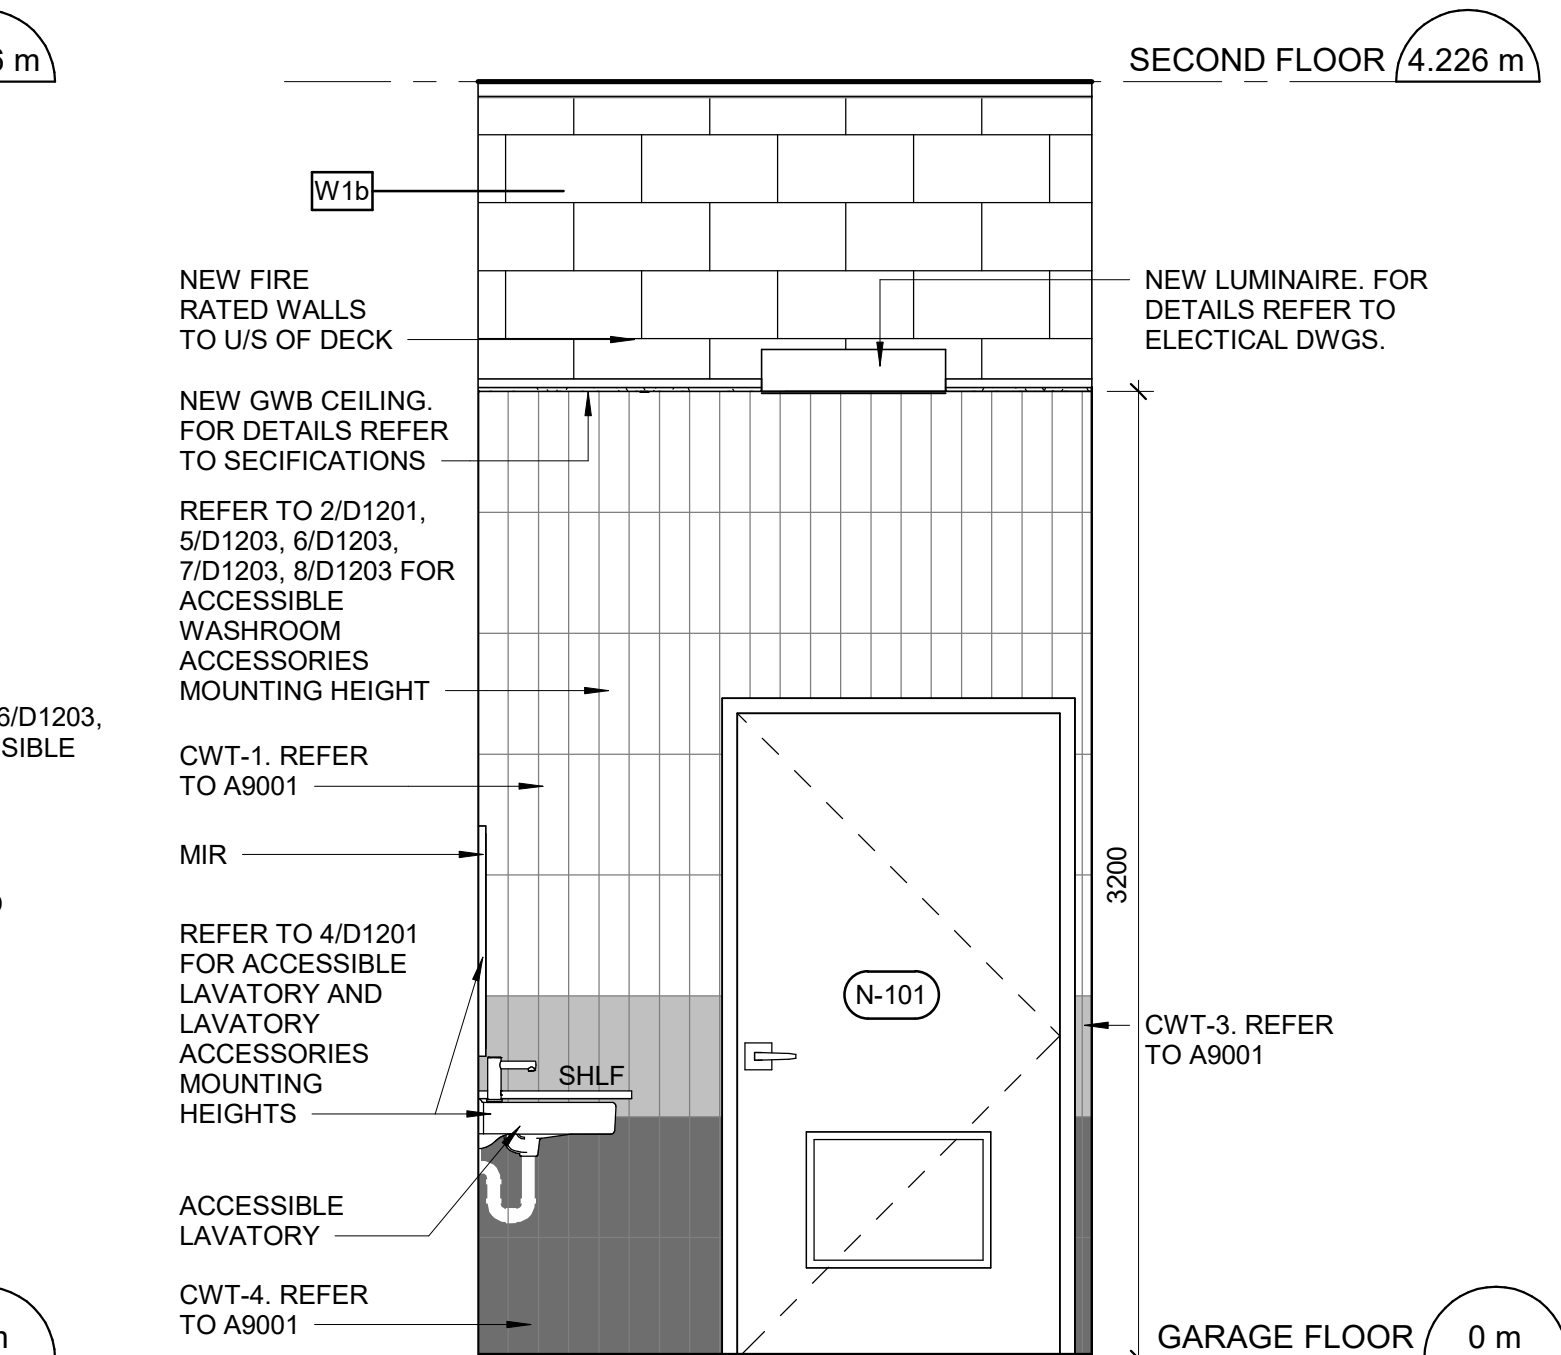 6 m
SECOND FLOOR 4.226 m
W1b
NEW FIRE
RATED WALLS
TO U/S OF DECK
NEW LUMINAIRE. FOR
DETAILS REFER TO
ELECTICAL DWGS.
NEW GWB CEILING.
FOR DETAILS REFER
TO SECIFICATIONS
REFER TO 2/D1201,
5/D1203, 6/D1203,
7/D1203, 8/D1203 FOR
ACCESSIBLE
WASHROOM
ACCESSORIES
MOUNTING HEIGHT
6/D1203,
SIBLE
CWT-1. REFER
TO A9001
MIR
3200
REFER TO 4/D1201
FOR ACCESSIBLE
LAVATORY AND
LAVATORY
ACCESSORIES
MOUNTING
HEIGHTS
N-101
SHLF
CWT-3. REFER
TO A9001
ACCESSIBLE
LAVATORY
CWT-4. REFER
TO A9001
GARAGE FLOOR 0 m